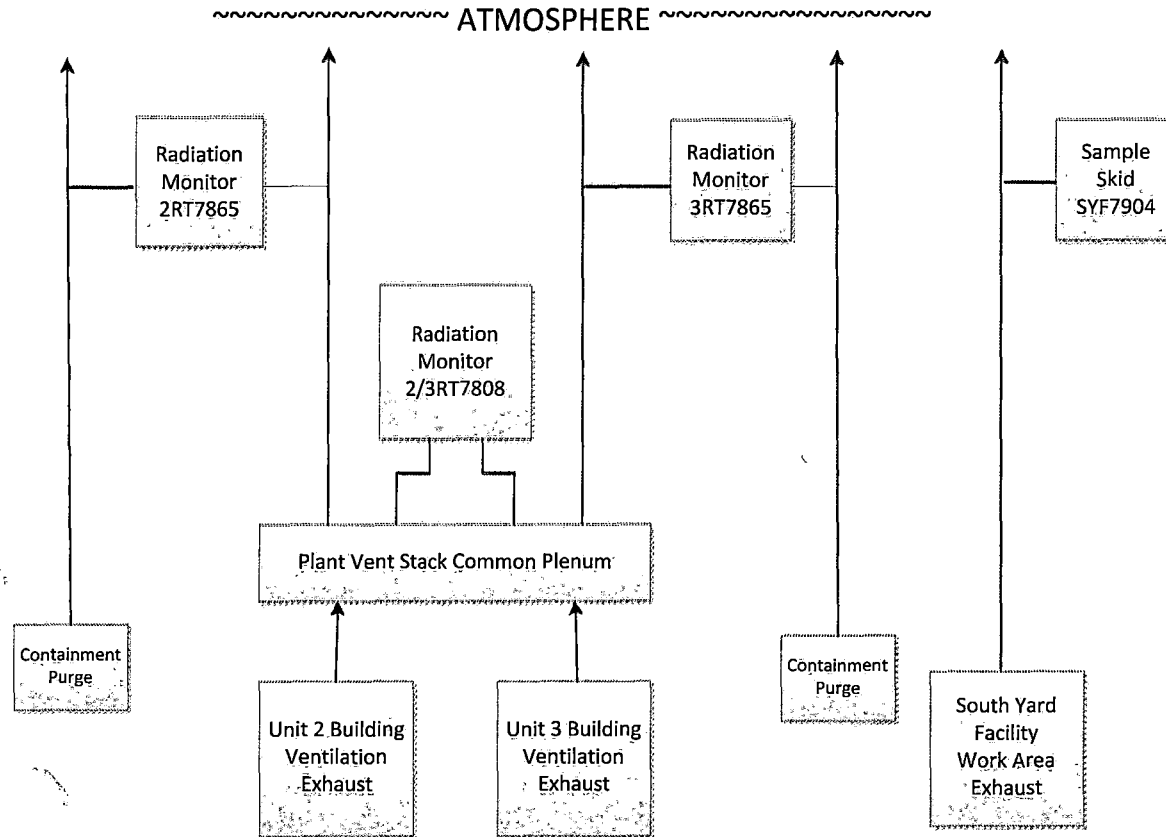 ~~~~~~~~~~~~~~ ATMOSPHERE ~~~~~~~~~~~~~~~~~~
Radiation
Monitor
2RT7865
Radiation
Monitor
3RT7865
Sample
Skid
SYF7904
Radiation
Monitor
2/3RT7808
Plant Vent Stack Common Plenum
Containment
Purge
Containment
Purge
Unit 2 Building
Ventilation
Exhaust
Unit 3 Building
Ventilation
Exhaust
South Yard
Facility
Work Area
Exhaust